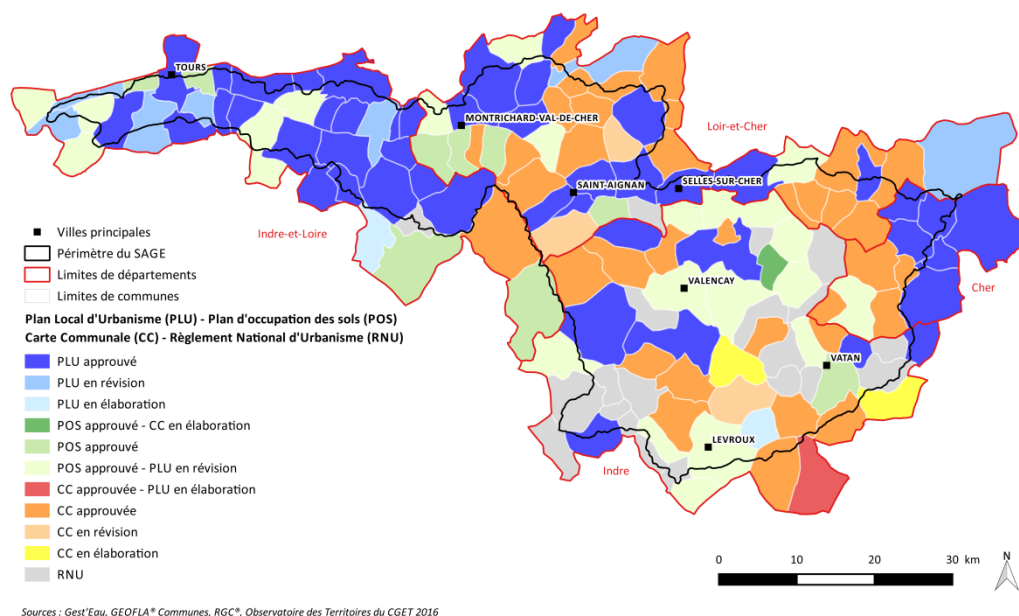 TOURS
MONTRICHARD-VAL-DE-CHER
Loir-et-Cher
SAINT-AIGNAN
SELLES-SUR-CHER
Indre-et-Loire
Cher
VALENCAY
VATAN
LEVROUX
Indre
Villes principales
Périmètre du SAGE
Limites de départements
Limites de communes
Plan Local d'Urbanisme (PLU) - Plan d'occupation des sols (POS)
Carte Communale (CC) - Règlement National d'Urbanisme (RNU)
PLU approuvé
PLU en révision
PLU en élaboration
POS approuvé - CC en élaboration
POS approuvé
POS approuvé - PLU en révision
CC approuvée - PLU en élaboration
CC approuvée
CC en révision
CC en élaboration
RNU
0 10 20 30 km
N
Sources : Gest'Eau, GEOFLA® Communes, RGC®, Observatoire des Territoires du CGET 2016